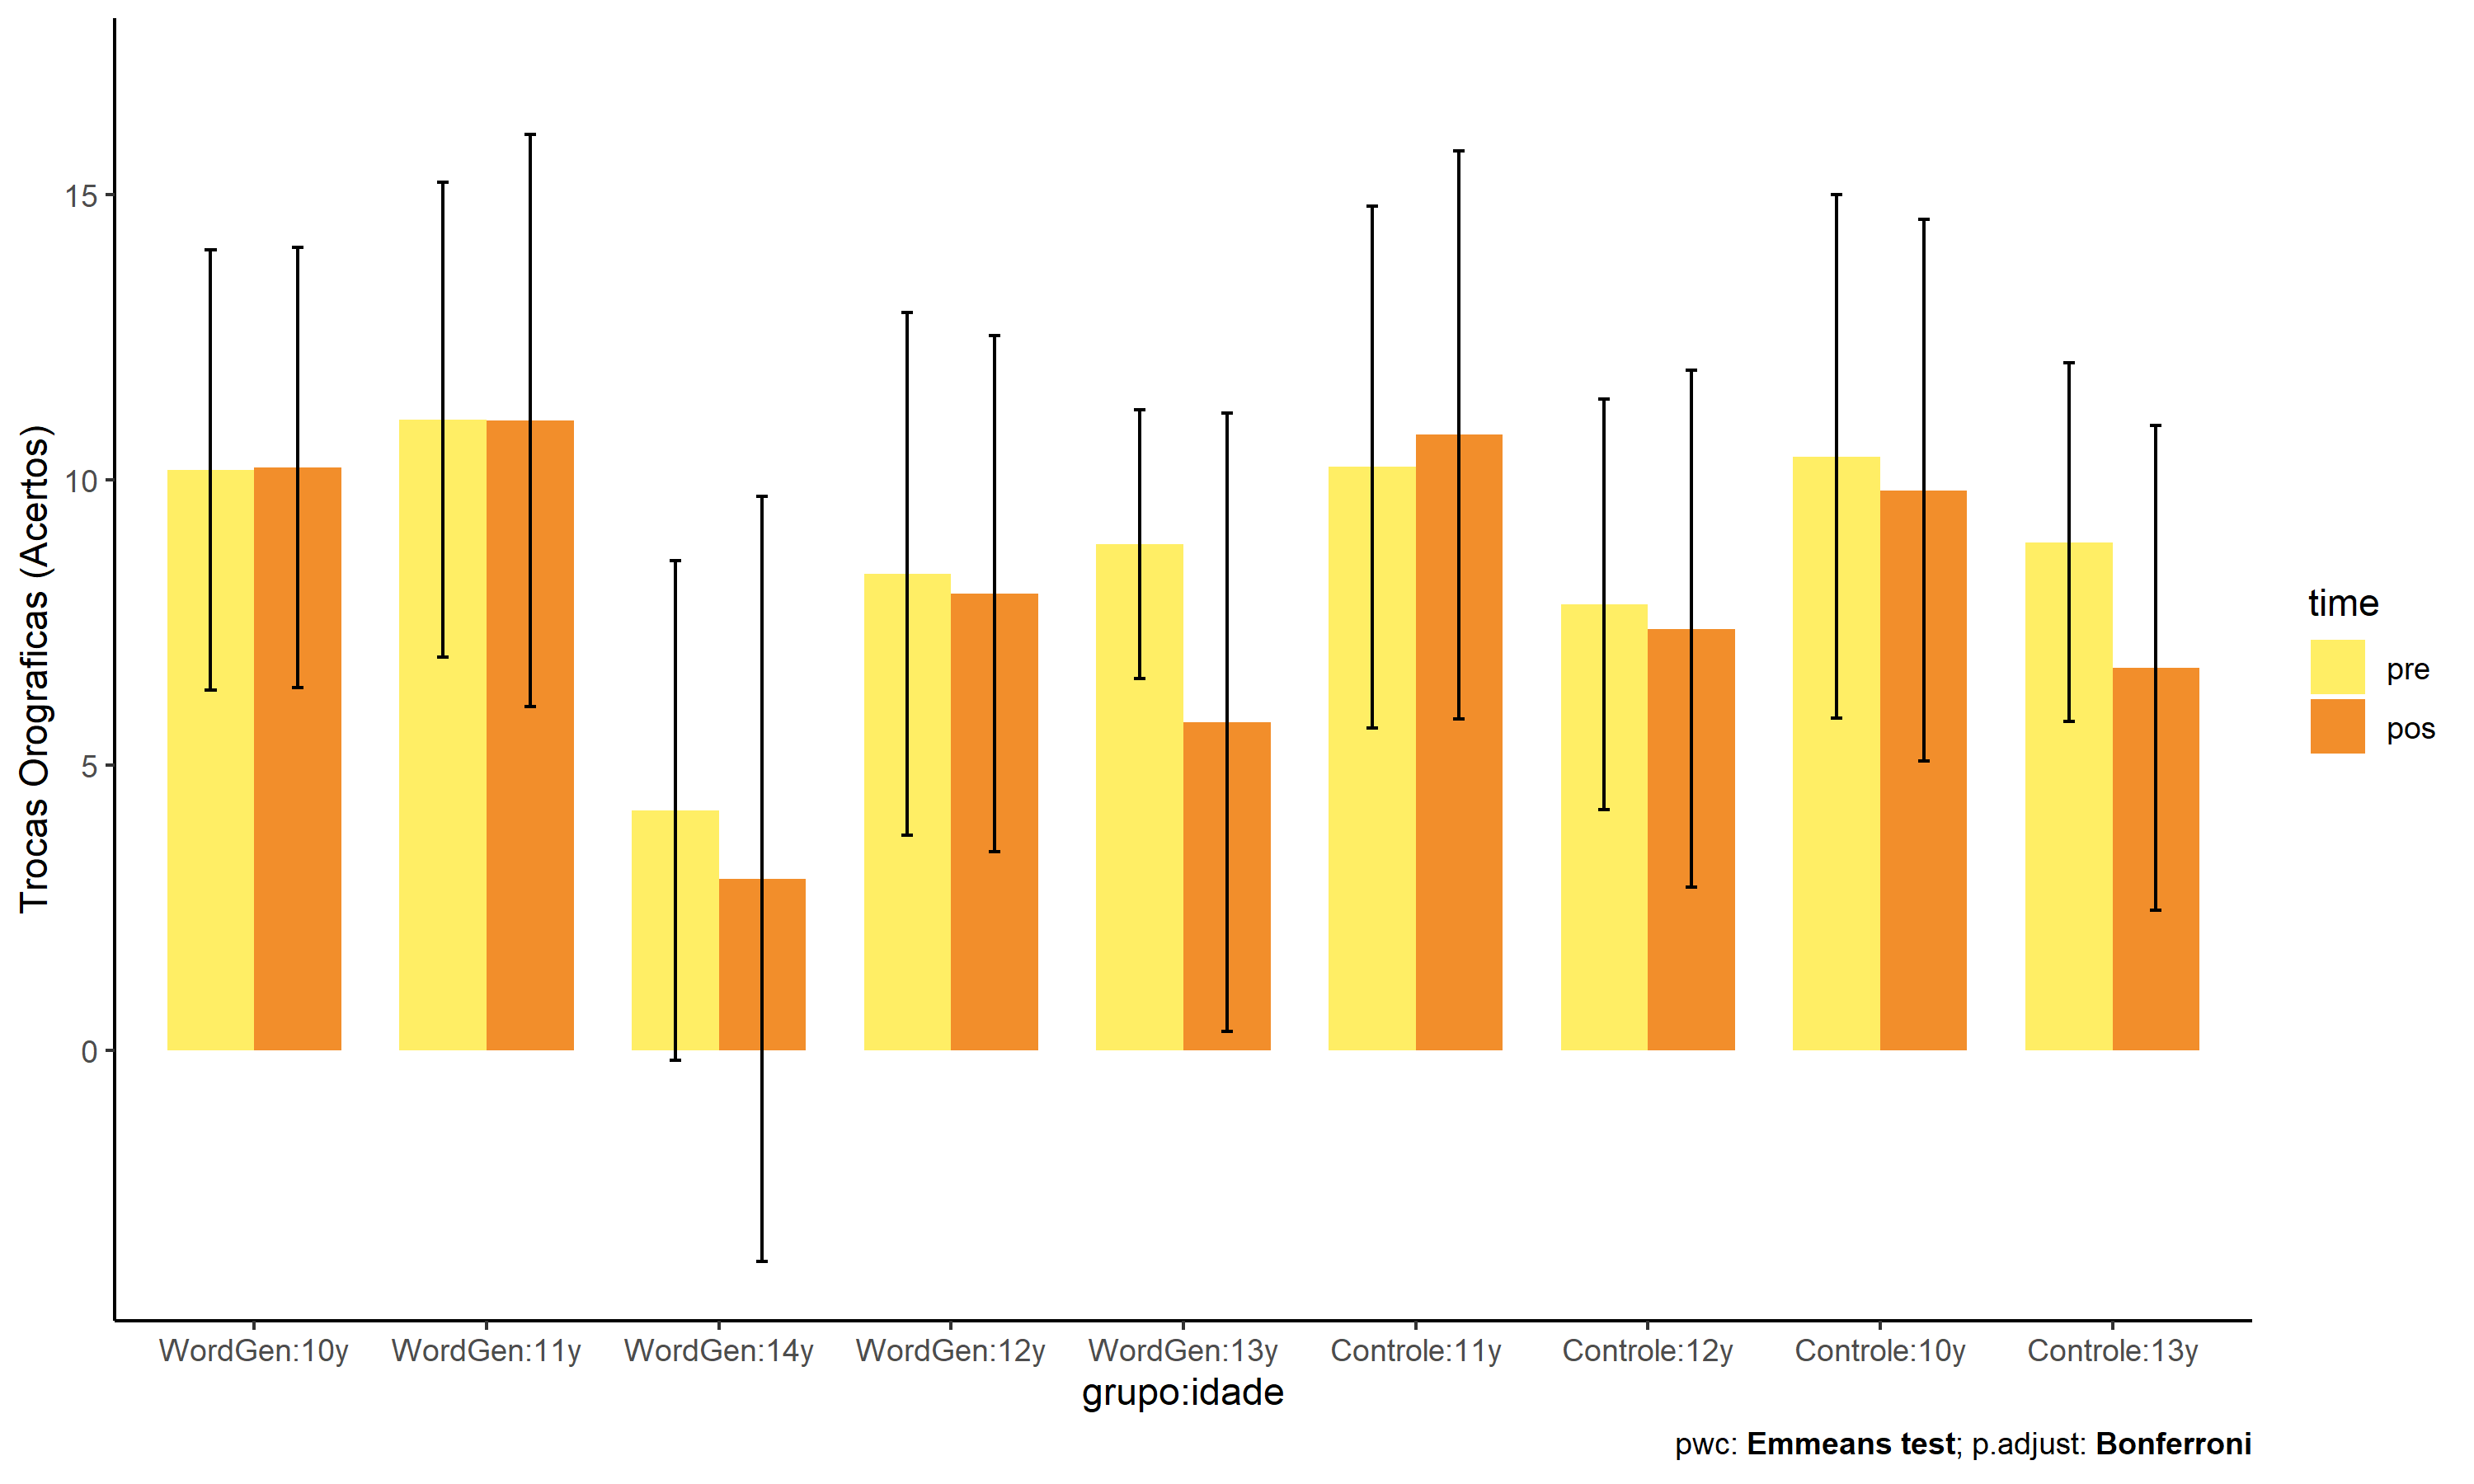 Trocas Orograficas (Acertos)
15
10
5
0
WordGen:10y WordGen:11y WordGen:14y WordGen:12y WordGen:13y Controle:11y Controle:12y Controle:10y Controle:13y
grupo:idade
time
pre
pos
pwc: Emmeans test; p.adjust: Bonferroni